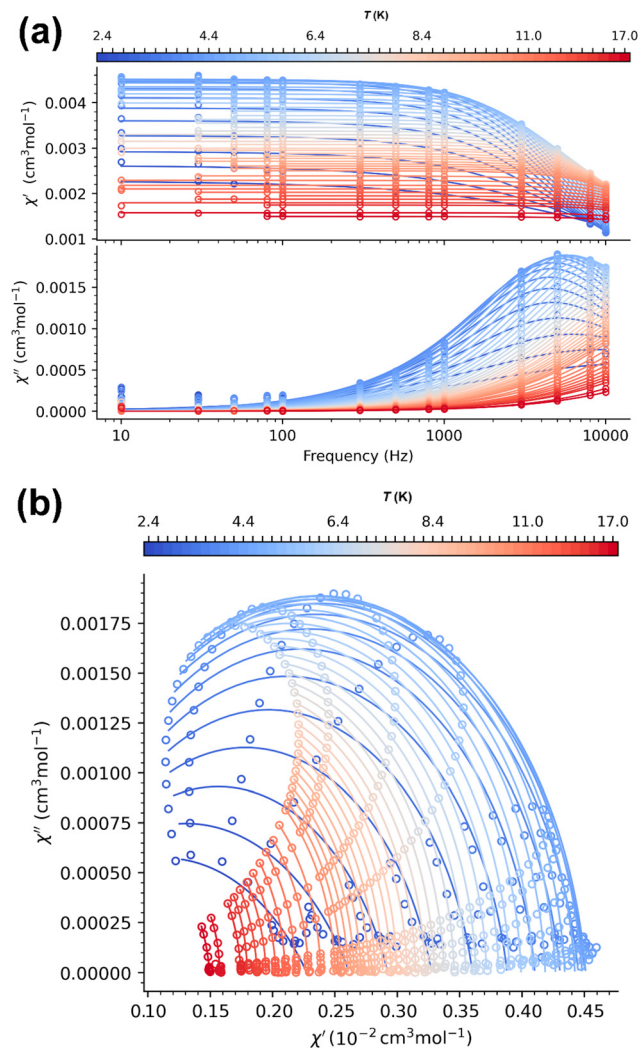 (a)
T (K)
2.4 4.4 6.4 8.4 11.0 17.0
0.004
0.003
0.002
0.001
χ′ (cm³mol⁻¹)
0.0015
0.0010
0.0005
0.0000
χ″ (cm³mol⁻¹)
10 100 1000 10000
Frequency (Hz)
(b)
T (K)
2.4 4.4 6.4 8.4 11.0 17.0
0.00175
0.00150
0.00125
0.00100
0.00075
0.00050
0.00025
0.00000
χ″ (cm³mol⁻¹)
0.10 0.15 0.20 0.25 0.30 0.35 0.40 0.45
χ′ (10⁻² cm³mol⁻¹)